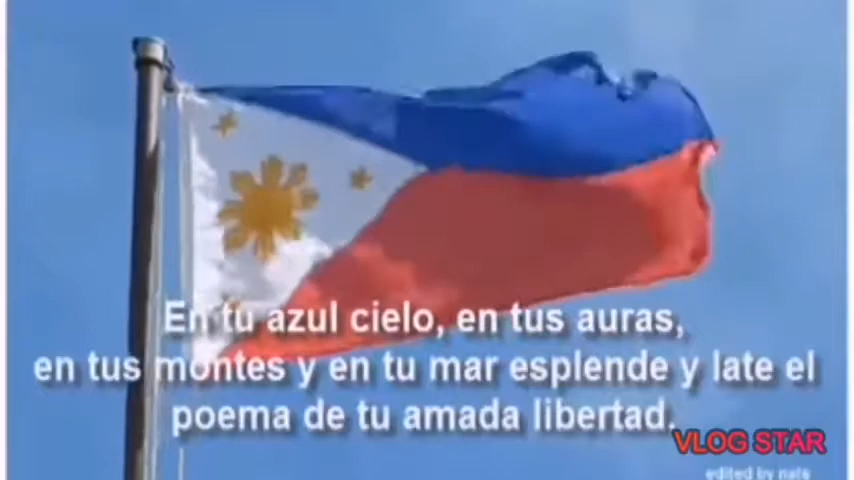 En tu azul cielo, en tus auras,
en tus montes y en tu mar esplende y late el
poema de tu amada libertad.
VLOG STAR
edited by nats